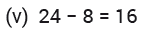 (v) 24 − 8 = 16